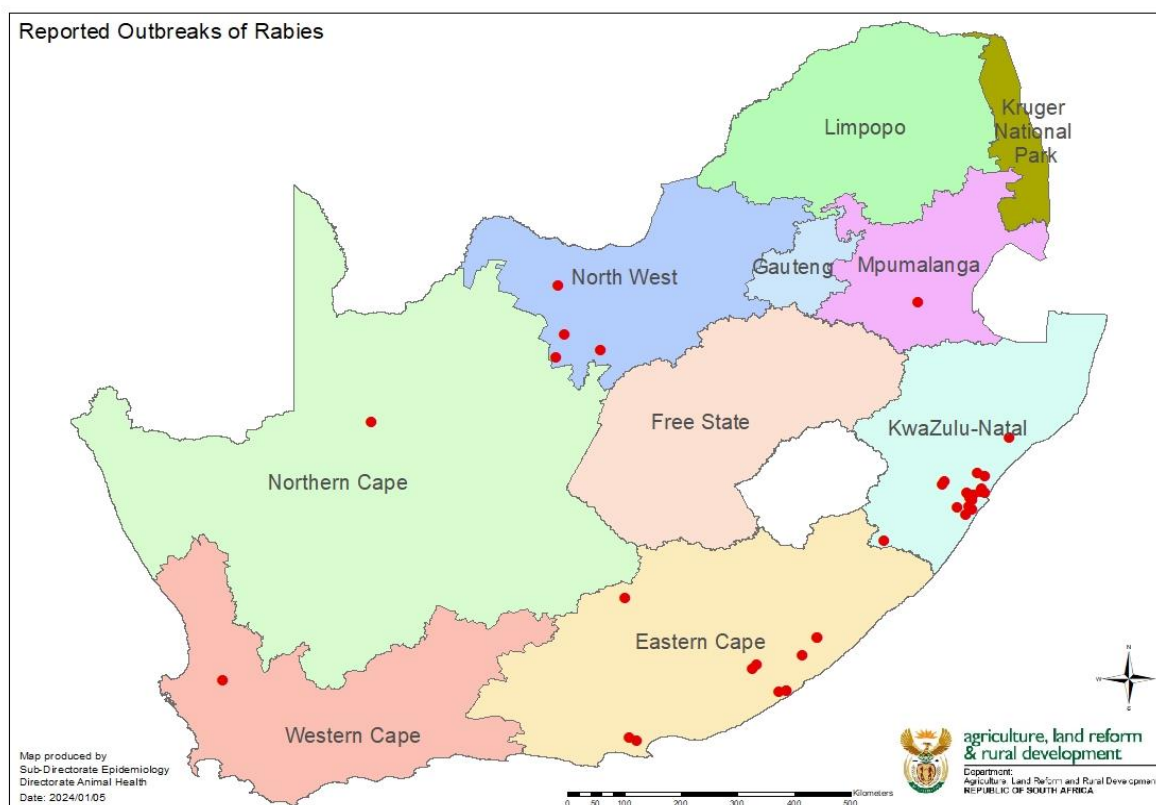 Reported Outbreaks of Rabies
Limpopo
Kruger
National
Park
North West
Gauteng
Mpumalanga
Free State
KwaZulu-Natal
Northern Cape
Eastern Cape
Western Cape
N
W
S
Map produced by
Sub-Directorate Epidemiology
Directorate Animal Health
Date: 2024/01/05
Kilometers
0 50 100 200 300 400 500
agriculture, land reform
& rural development
Department:
Agriculture, Land Reform and Rural Development
REPUBLIC OF SOUTH AFRICA